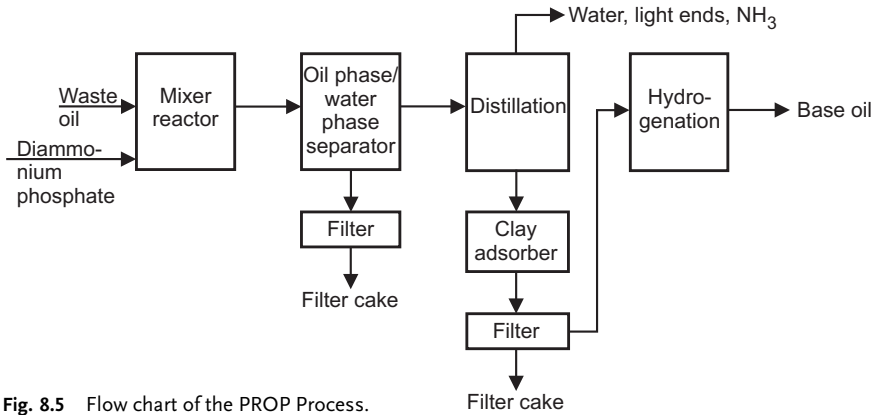 Water, light ends, NH3
Waste
oil
Diammo-
nium
phosphate
Mixer
reactor
Oil phase/
water
phase
separator
Distillation
Hydro-
genation
Base oil
Filter
Filter cake
Clay
adsorber
Filter
Filter cake
Fig. 8.5 Flow chart of the PROP Process.